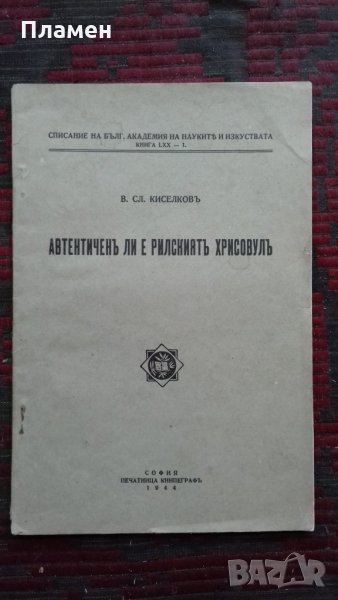 Пламен
СПИСАНИЕ НА БЪЛГ. АКАДЕМИЯ НА НАУКИТѢ И ИЗКУСТВАТА
КНИГА LXX — 1.
В. СЛ. КИСЕЛКОВЪ
АВТЕНТИЧЕНЪ ЛИ Е РИЛСКИЯТЪ ХРИСОВУЛЪ
СОФИЯ
ПЕЧАТНИЦА КНИПЕГРАФЪ
1944
BAZAR